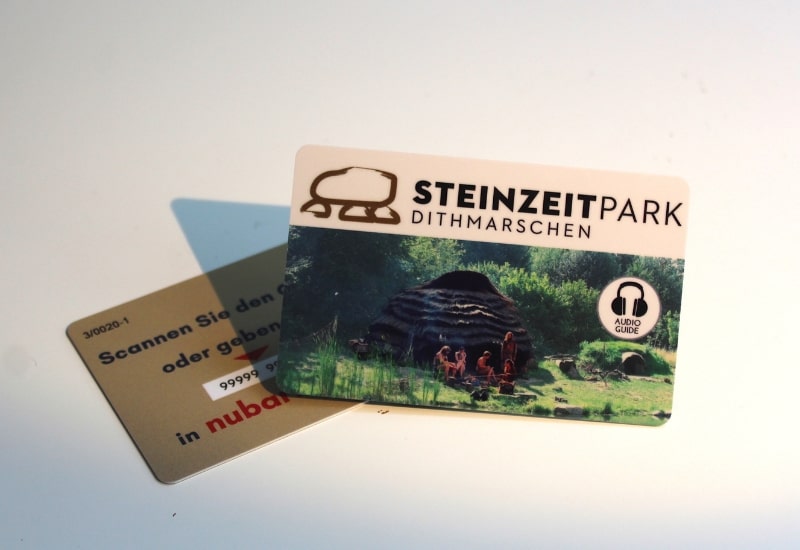 STEINZEITPARK
DITHMARSCHEN
AUDIO
GUIDE
3/0020-1
Scannen Sie den
oder geben
99999
in